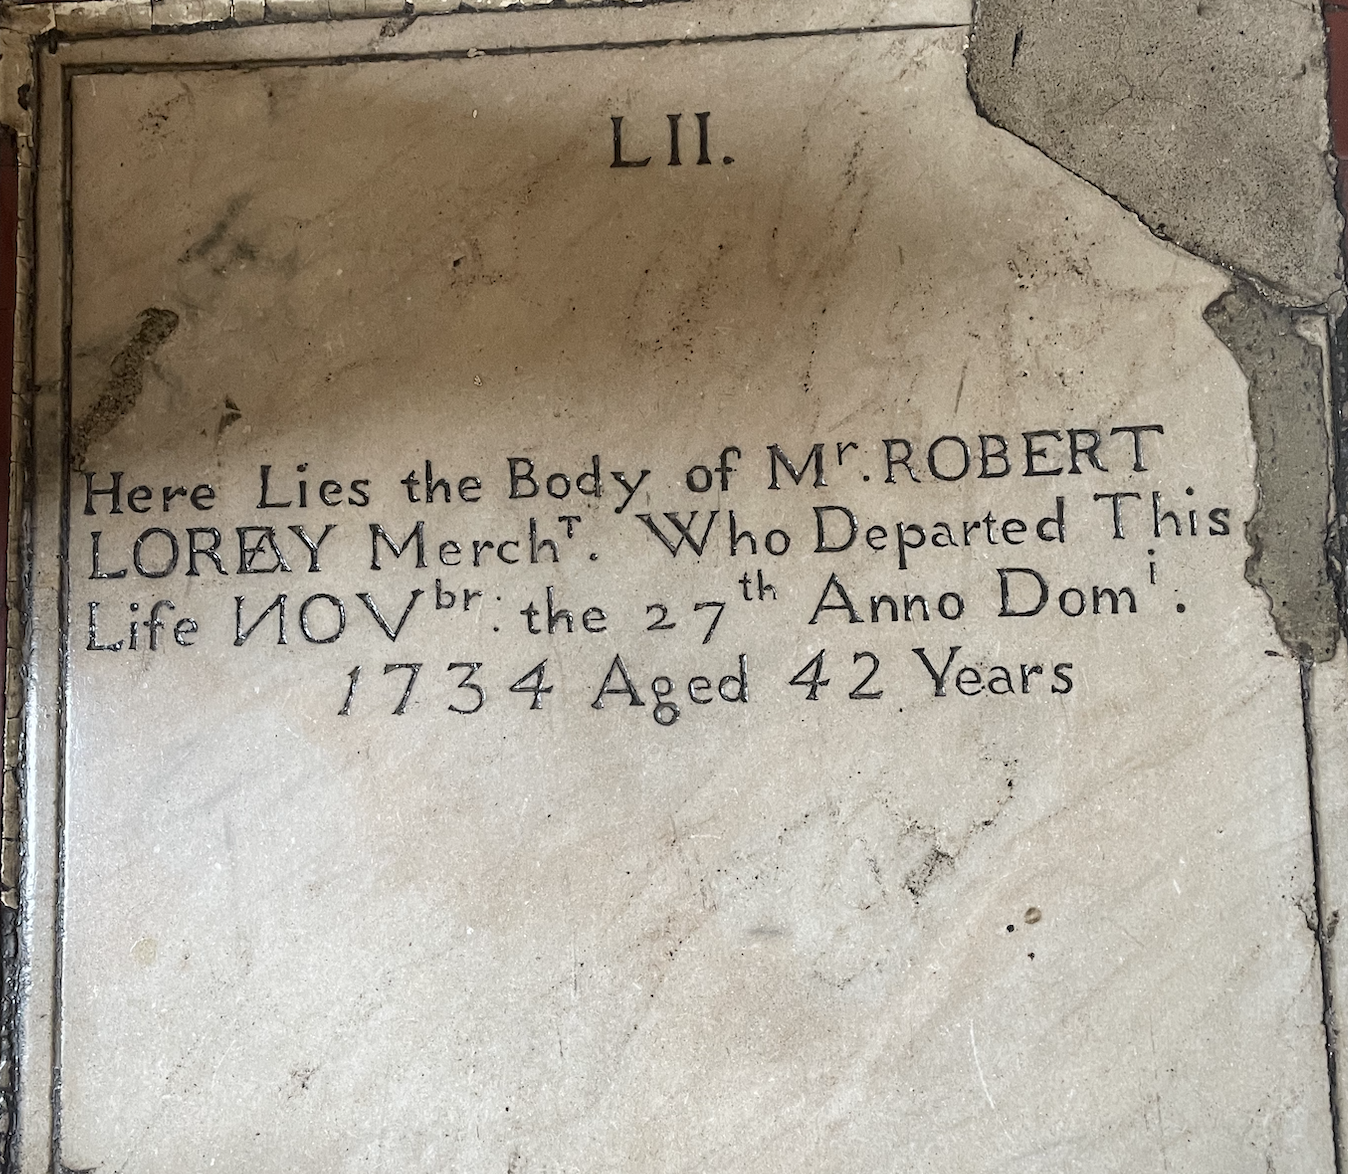 LII.
Here Lies the Body of Mr. ROBERT
Merchᵀ. Who Departed This
Life NOVᵇʳ: the 27ᵗʰ Anno Domⁱ.
1734 Aged 42 Years